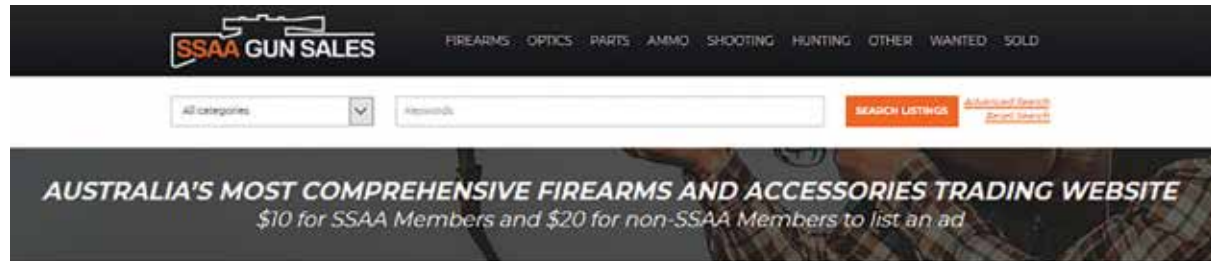 SSAA GUN SALES
FIREARMS OPTICS PARTS AMMO SHOOTING HUNTING OTHER WANTED SOLD
All categories
Keywords
SEARCH LISTINGS
Advanced Search
Reset Search
AUSTRALIA'S MOST COMPREHENSIVE FIREARMS AND ACCESSORIES TRADING WEBSITE
$10 for SSAA Members and $20 for non-SSAA Members to list an ad